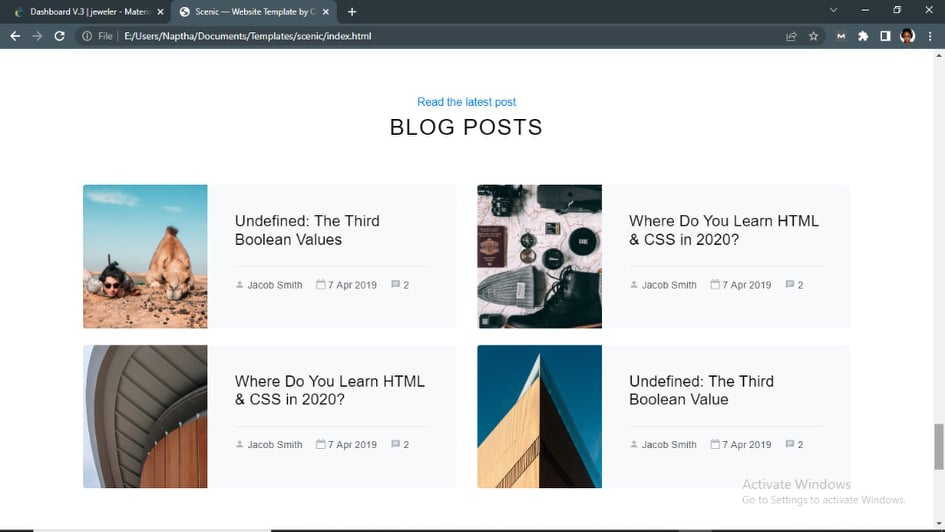 Dashboard V.3 | jeweler - Materia
Scenic — Website Template by C
File
E:/Users/Naptha/Documents/Templates/scenic/index.html
M
Read the latest post
BLOG POSTS
Undefined: The Third
Boolean Values
Jacob Smith 7 Apr 2019 2
Where Do You Learn HTML
& CSS in 2020?
Jacob Smith 7 Apr 2019 2
Where Do You Learn HTML
& CSS in 2020?
Jacob Smith 7 Apr 2019 2
Undefined: The Third
Boolean Value
Jacob Smith 7 Apr 2019 2
Activate Windows
Go to Settings to activate Windows.